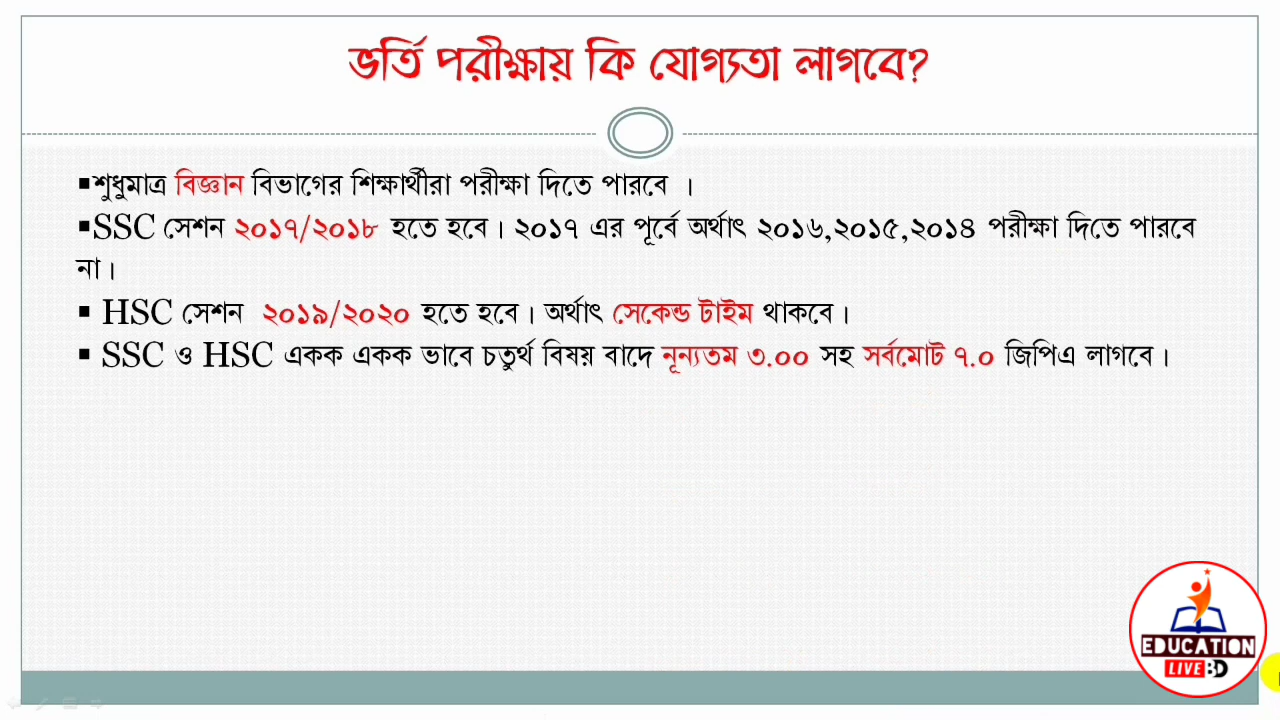 ভর্তি পরীক্ষায় কি যোগ্যতা লাগবে?
▪শুধুমাত্র বিজ্ঞান বিভাগের শিক্ষার্থীরা পরীক্ষা দিতে পারবে ।
▪SSC সেশন ২০১৭/২০১৮ হতে হবে। ২০১৭ এর পূর্বে অর্থাৎ ২০১৬,২০১৫,২০১৪ পরীক্ষা দিতে পারবে
না।
▪ HSC সেশন ২০১৯/২০২০ হতে হবে। অর্থাৎ সেকেন্ড টাইম থাকবে।
▪ SSC ও HSC একক একক ভাবে চতুর্থ বিষয় বাদে নূন্যতম ৩.০০ সহ সর্বমোট ৭.০ জিপিএ লাগবে।
EDUCATION
LIVE BD